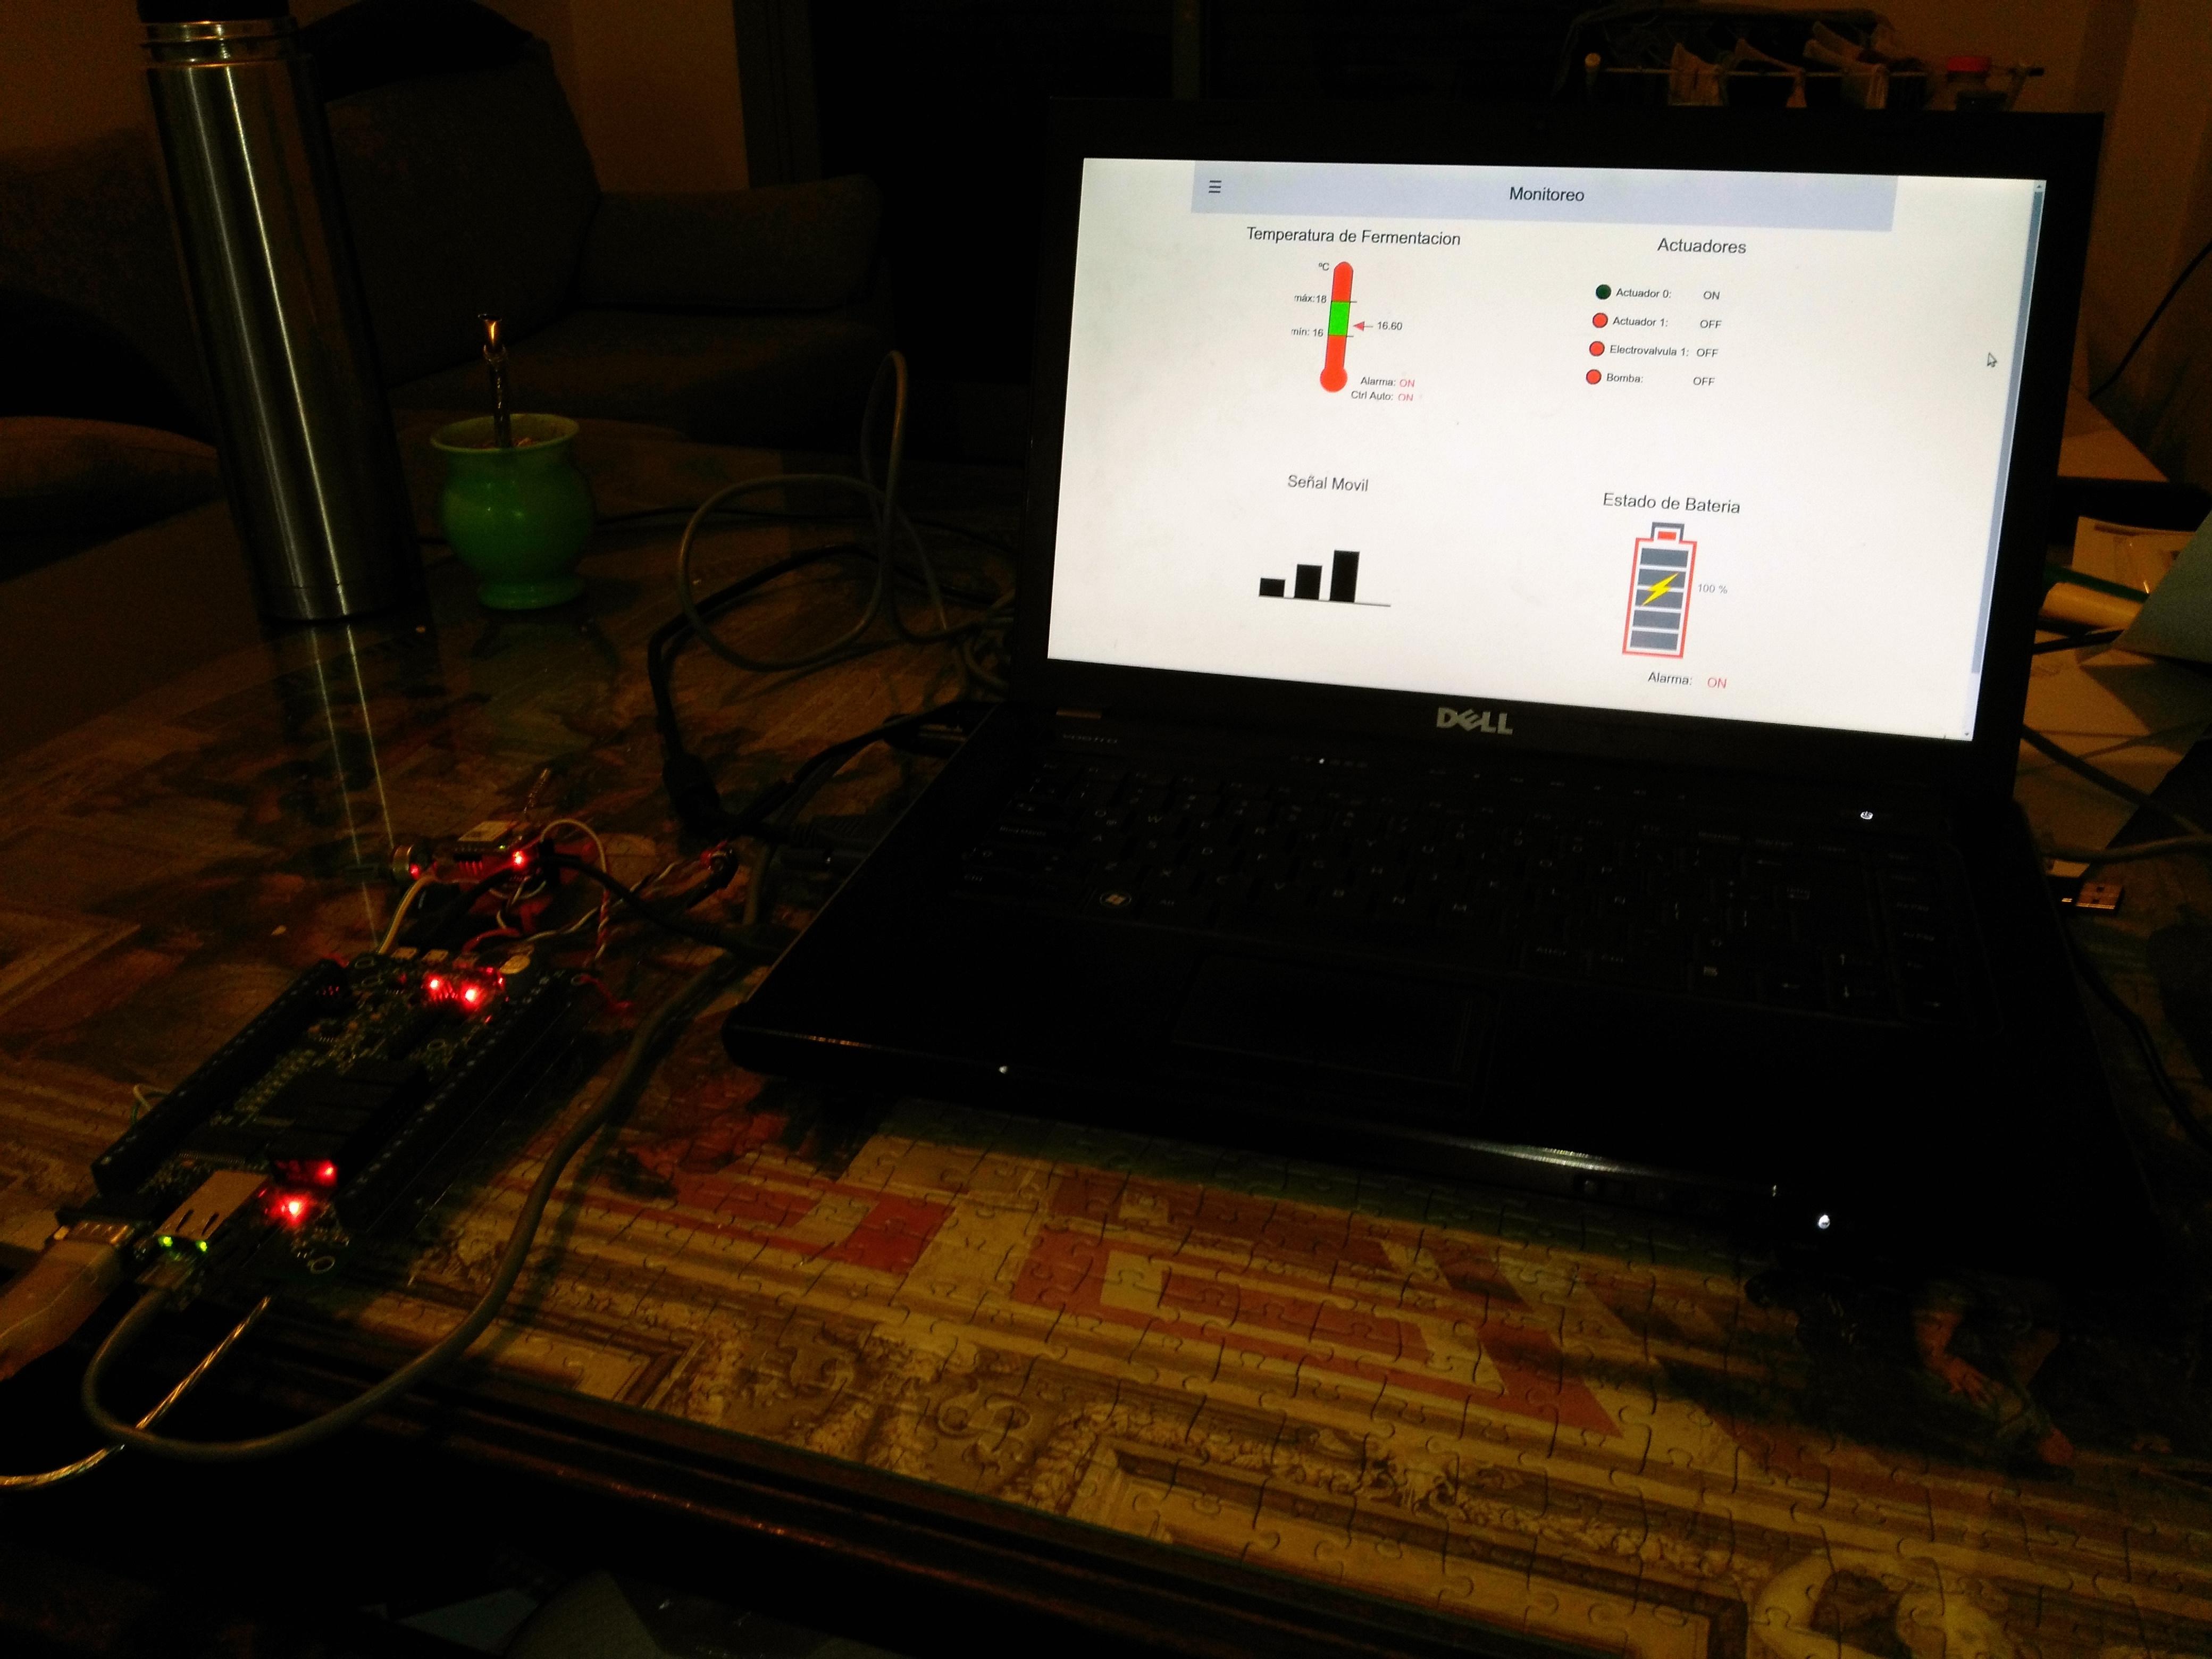 ☰ Monitoreo
Temperatura de Fermentacion
ºC
máx:18
16.60
min: 16
Alarma: ON
Ctrl Auto: ON
Actuadores
Actuador 0: ON
Actuador 1: OFF
Electrovalvula 1: OFF
Bomba: OFF
Señal Movil
Estado de Bateria
100 %
Alarma: ON
DELL